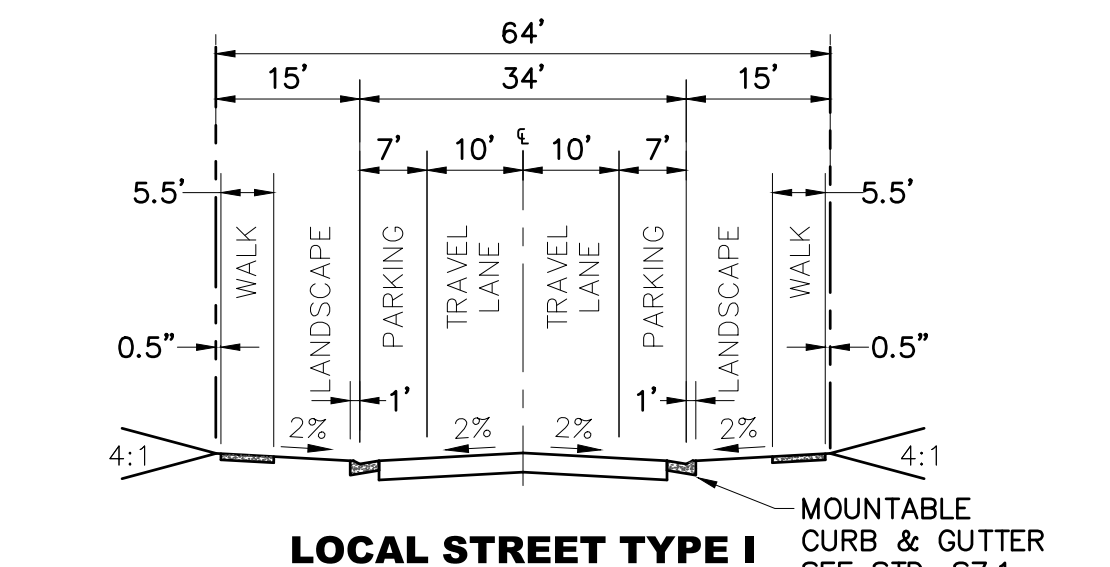 64'
15' 34' 15'
℄
7' 10' 10' 7'
5.5' 5.5'
WALK
LANDSCAPE
PARKING
TRAVEL
LANE
TRAVEL
LANE
PARKING
LANDSCAPE
WALK
0.5" 0.5"
1' 1'
2% 2% 2% 2%
4:1 4:1
MOUNTABLE
CURB & GUTTER
LOCAL STREET TYPE I